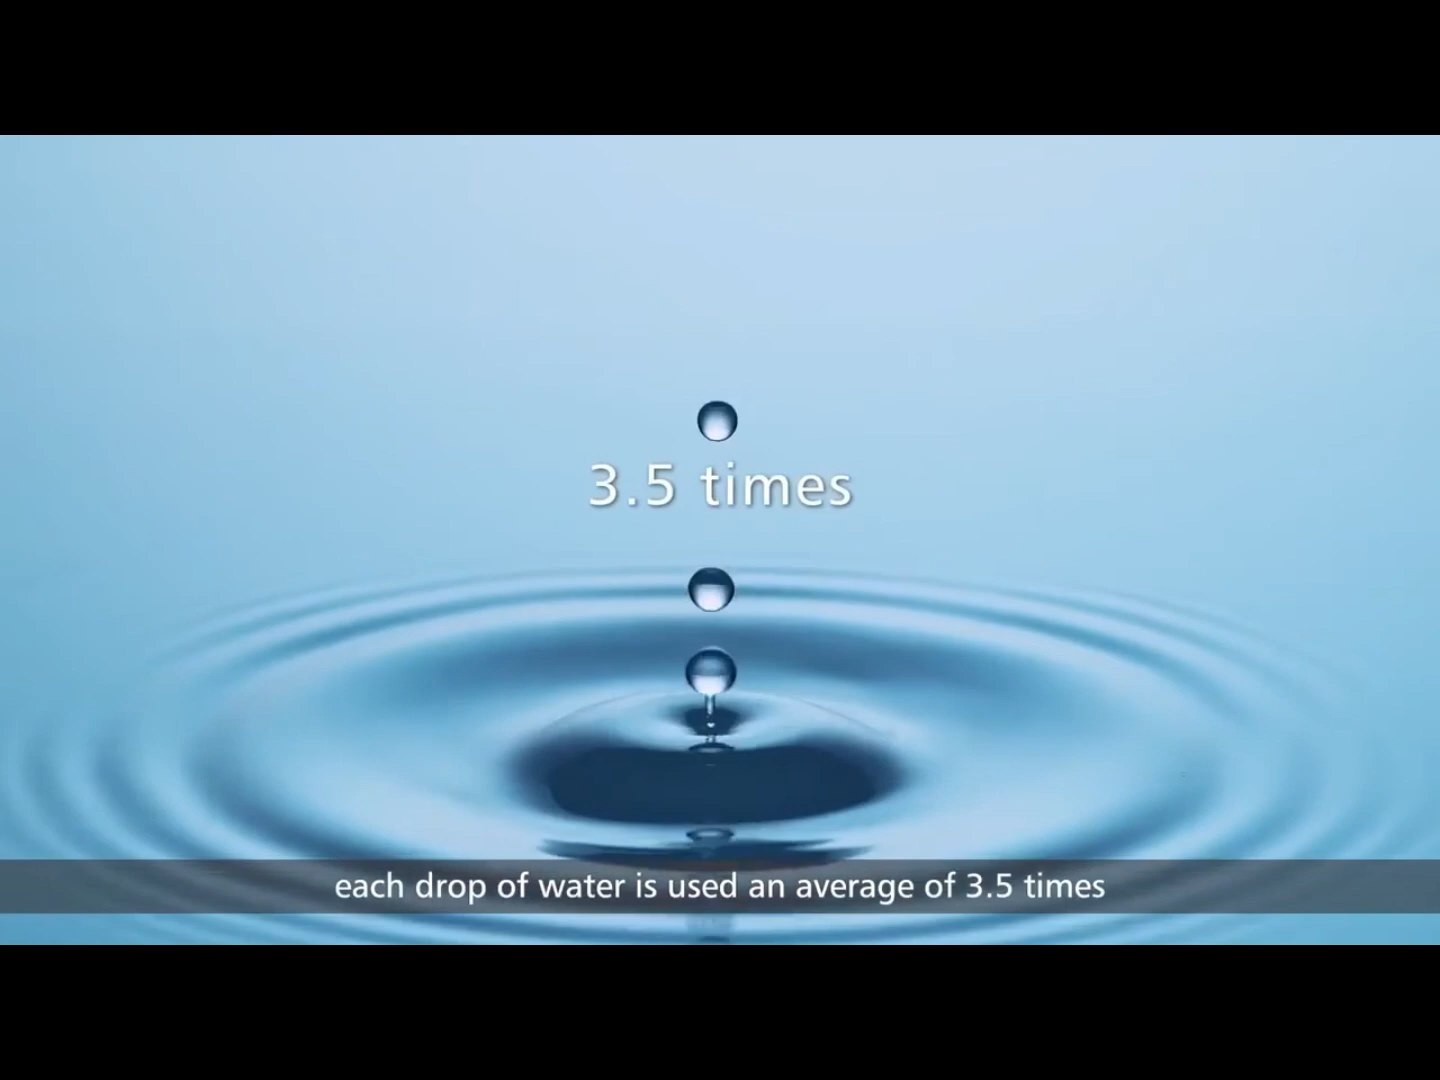 3.5 times
each drop of water is used an average of 3.5 times